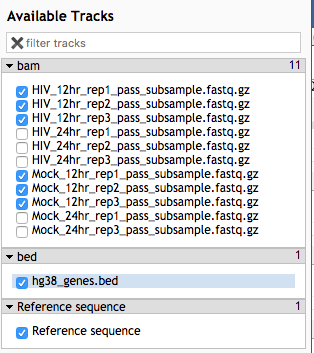 Available Tracks
filter tracks
bam 11
HIV_12hr_rep1_pass_subsample.fastq.gz
HIV_12hr_rep2_pass_subsample.fastq.gz
HIV_12hr_rep3_pass_subsample.fastq.gz
HIV_24hr_rep1_pass_subsample.fastq.gz
HIV_24hr_rep2_pass_subsample.fastq.gz
HIV_24hr_rep3_pass_subsample.fastq.gz
Mock_12hr_rep1_pass_subsample.fastq.gz
Mock_12hr_rep2_pass_subsample.fastq.gz
Mock_12hr_rep3_pass_subsample.fastq.gz
Mock_24hr_rep1_pass_subsample.fastq.gz
Mock_24hr_rep3_pass_subsample.fastq.gz
bed 1
hg38_genes.bed
Reference sequence 1
Reference sequence